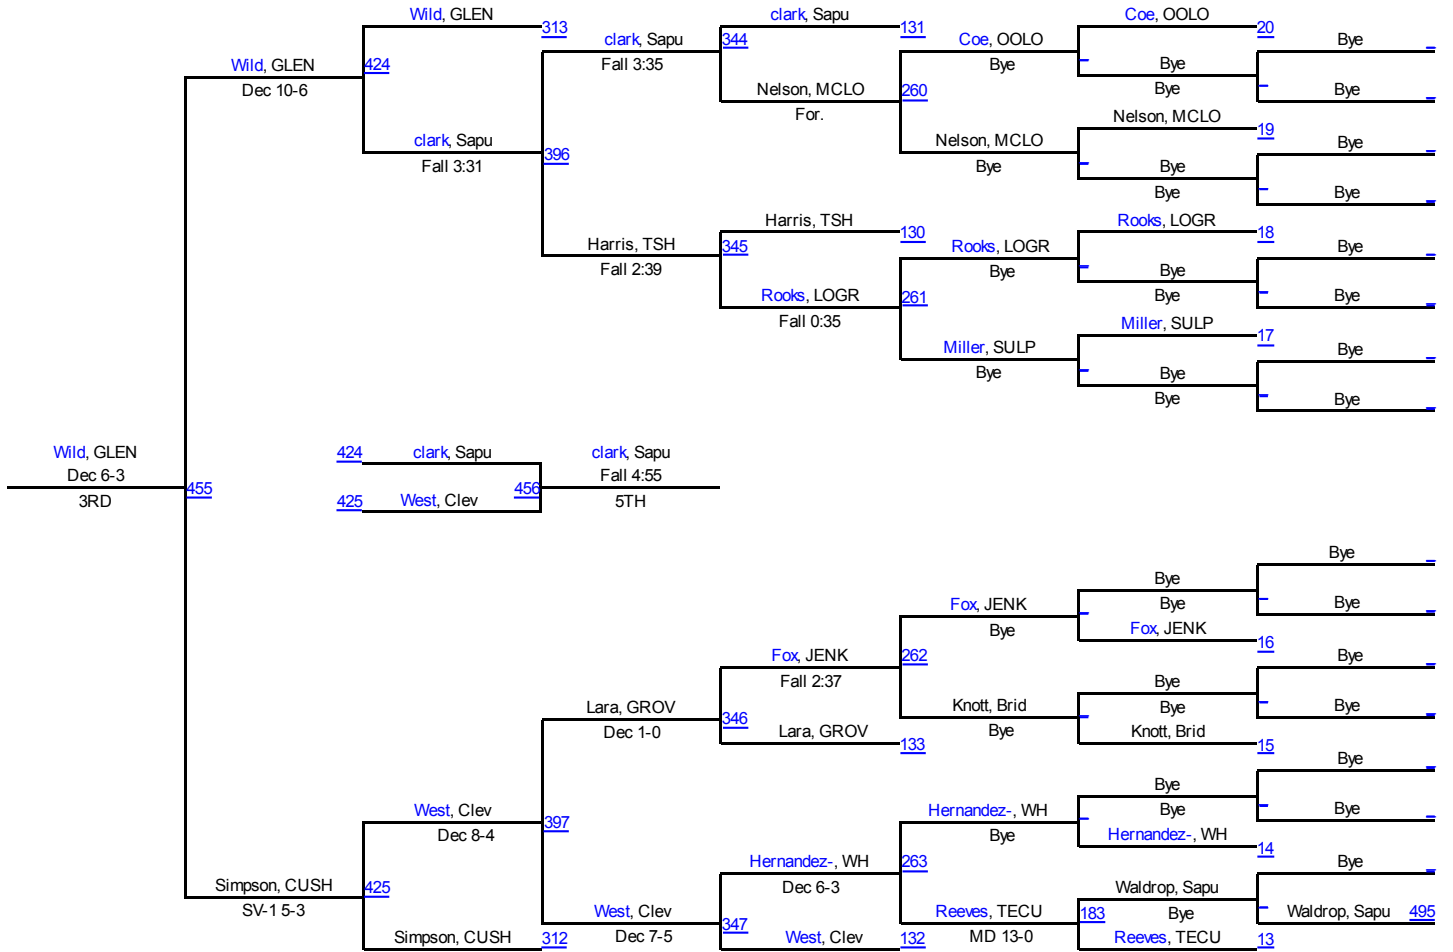 Wild, GLEN
clark, Sapu
Coe, OOLO
313
131
20
clark, Sapu
344
Coe, OOLO
Bye
Wild, GLEN
424
Fall 3:35
Bye
Bye
Dec 10-6
Nelson, MCLO
260
Bye
Bye
For.
Nelson, MCLO
19
clark, Sapu
396
Nelson, MCLO
Bye
Fall 3:31
Bye
Bye
Bye
Bye
Harris, TSH
Rooks, LOGR
130
18
Harris, TSH
345
Rooks, LOGR
Bye
Fall 2:39
Bye
Bye
Rooks, LOGR
261
Bye
Bye
Fall 0:35
Miller, SULP
17
Miller, SULP
Bye
Bye
Bye
Bye
Bye
Wild, GLEN
424
clark, Sapu
clark, Sapu
Dec 6-3
Fall 4:55
455
456
3RD
425
West, Clev
5TH
Bye
Bye
Fox, JENK
Bye
Bye
Bye
Fox, JENK
16
Fox, JENK
262
Bye
Fall 2:37
Bye
Lara, GROV
Knott, Brid
Bye
Bye
Dec 1-0
346
Bye
Knott, Brid
Lara, GROV
133
15
Bye
Bye
West, Clev
397
Hernandez-, WH
Bye
Bye
Dec 8-4
Bye
Hernandez-, WH
14
Hernandez-, WH
263
Bye
Simpson, CUSH
425
Dec 6-3
Waldrop, Sapu
SV-1 5-3
West, Clev
Reeves, TECU
183
Bye
Waldrop, Sapu
495
Simpson, CUSH
312
Dec 7-5
347
West, Clev
132
MD 13-0
Reeves, TECU
13